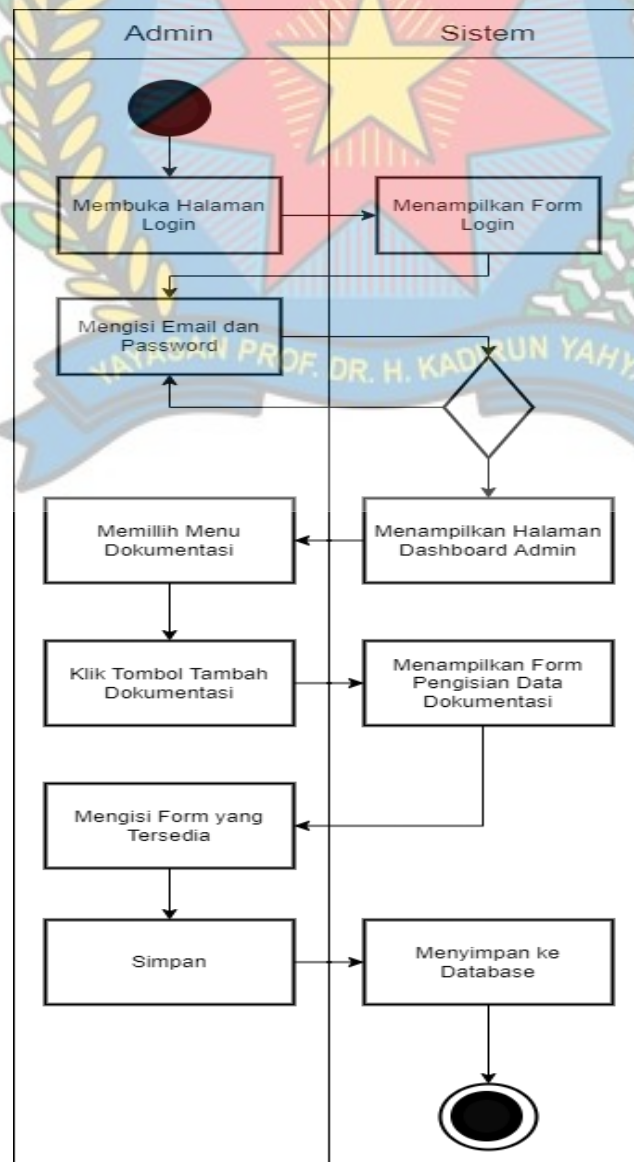 Admin
Sistem
Membuka Halaman
Login
Menampilkan Form
Login
Mengisi Email dan
Password
YAYASAN PROF. DR. H. KADIRUN YAHYA
Memillih Menu
Dokumentasi
Menampilkan Halaman
Dashboard Admin
Klik Tombol Tambah
Dokumentasi
Menampilkan Form
Pengisian Data
Dokumentasi
Mengisi Form yang
Tersedia
Simpan
Menyimpan ke
Database